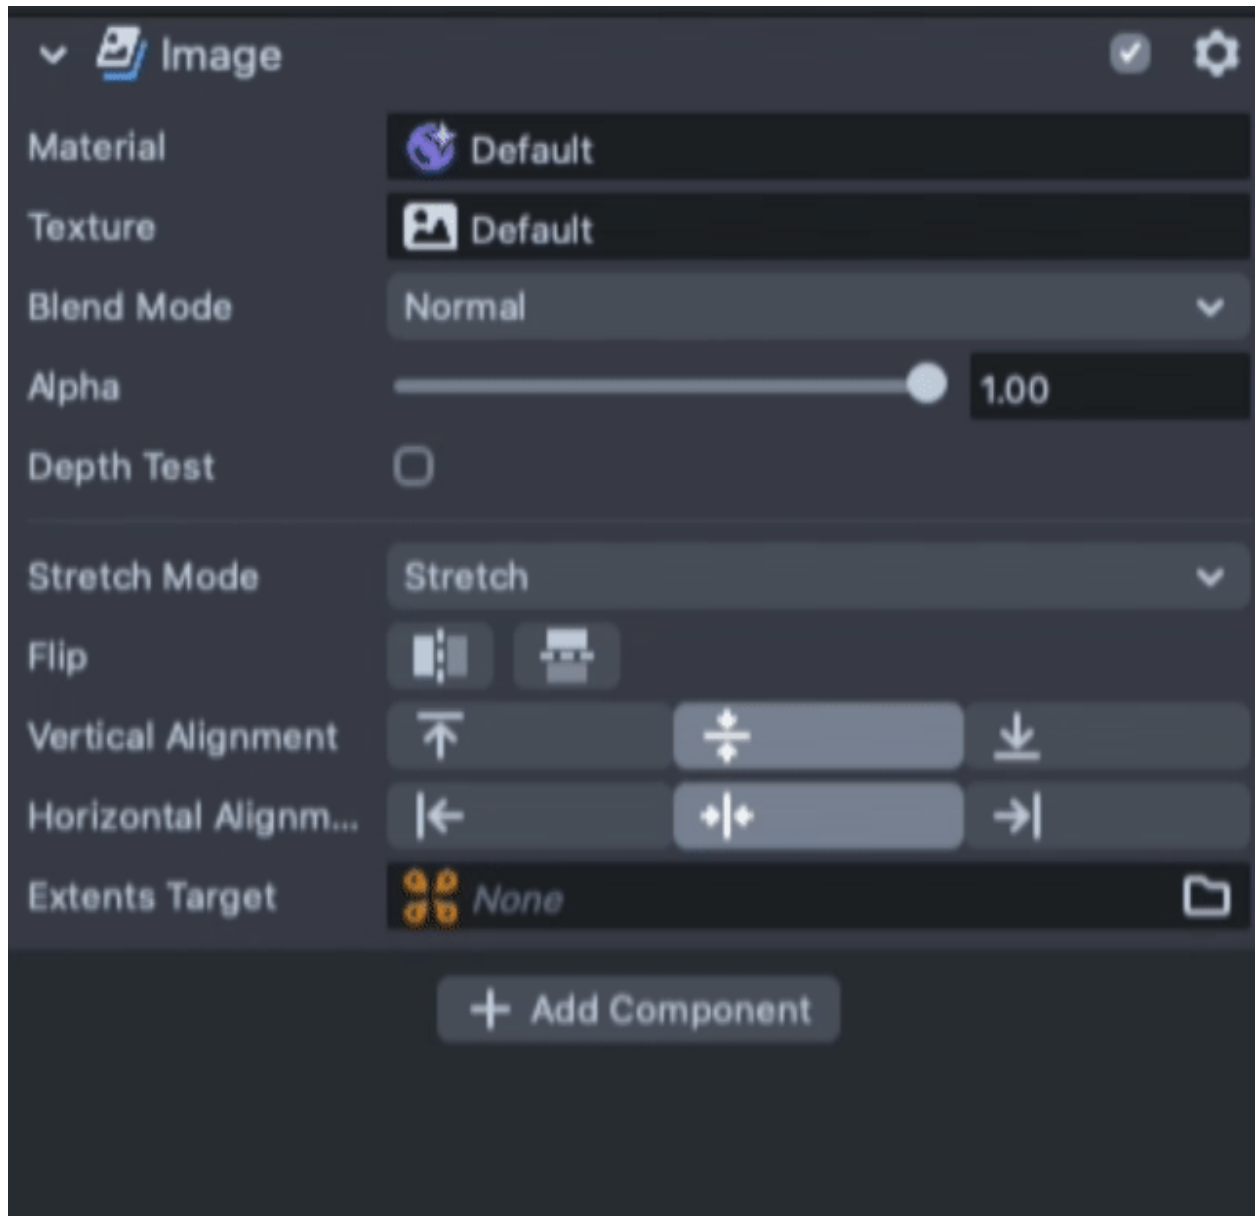 Image
Material Default
Texture Default
Blend Mode Normal
Alpha 1.00
Depth Test
Stretch Mode Stretch
Flip
Vertical Alignment
Horizontal Alignm...
Extents Target None
+ Add Component